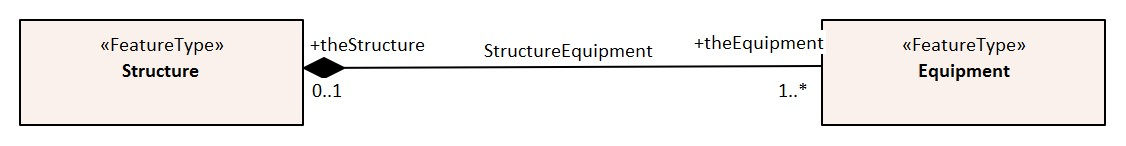 «FeatureType»
Structure
+theStructure
0..1
StructureEquipment
+theEquipment
1..*
«FeatureType»
Equipment